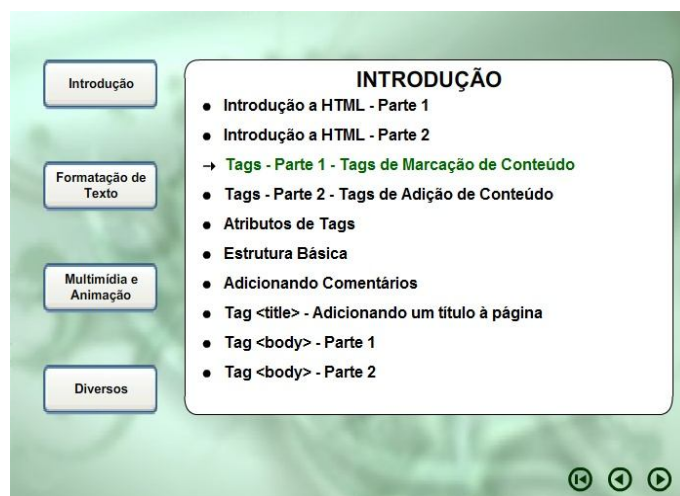 Introdução
Formatação de
Texto
Multimídia e
Animação
Diversos
INTRODUÇÃO
Introdução a HTML - Parte 1
Introdução a HTML - Parte 2
Tags - Parte 1 - Tags de Marcação de Conteúdo
Tags - Parte 2 - Tags de Adição de Conteúdo
Atributos de Tags
Estrutura Básica
Adicionando Comentários
Tag <title> - Adicionando um título à página
Tag <body> - Parte 1
Tag <body> - Parte 2